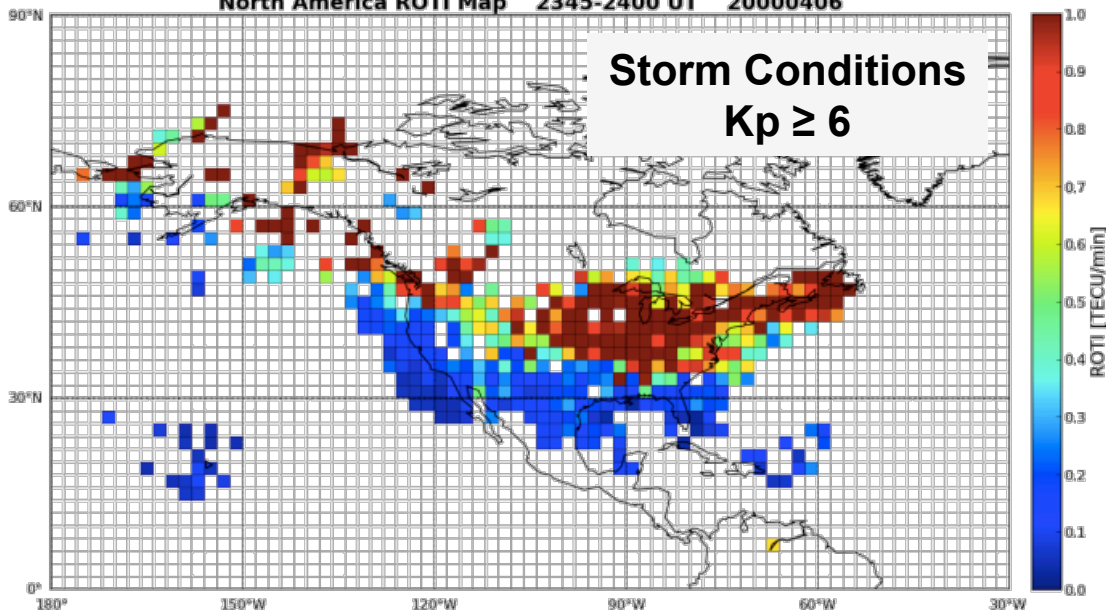 North America ROTI Map 2345-2400 UT 20000406
Storm Conditions
Kp ≥ 6
90°N
60°N
30°N
0°
180° 150°W 120°W 90°W 60°W 30°W
1.0
0.9
0.8
0.7
0.6
0.5
0.4
0.3
0.2
0.1
0.0
ROTI [TECU/min]